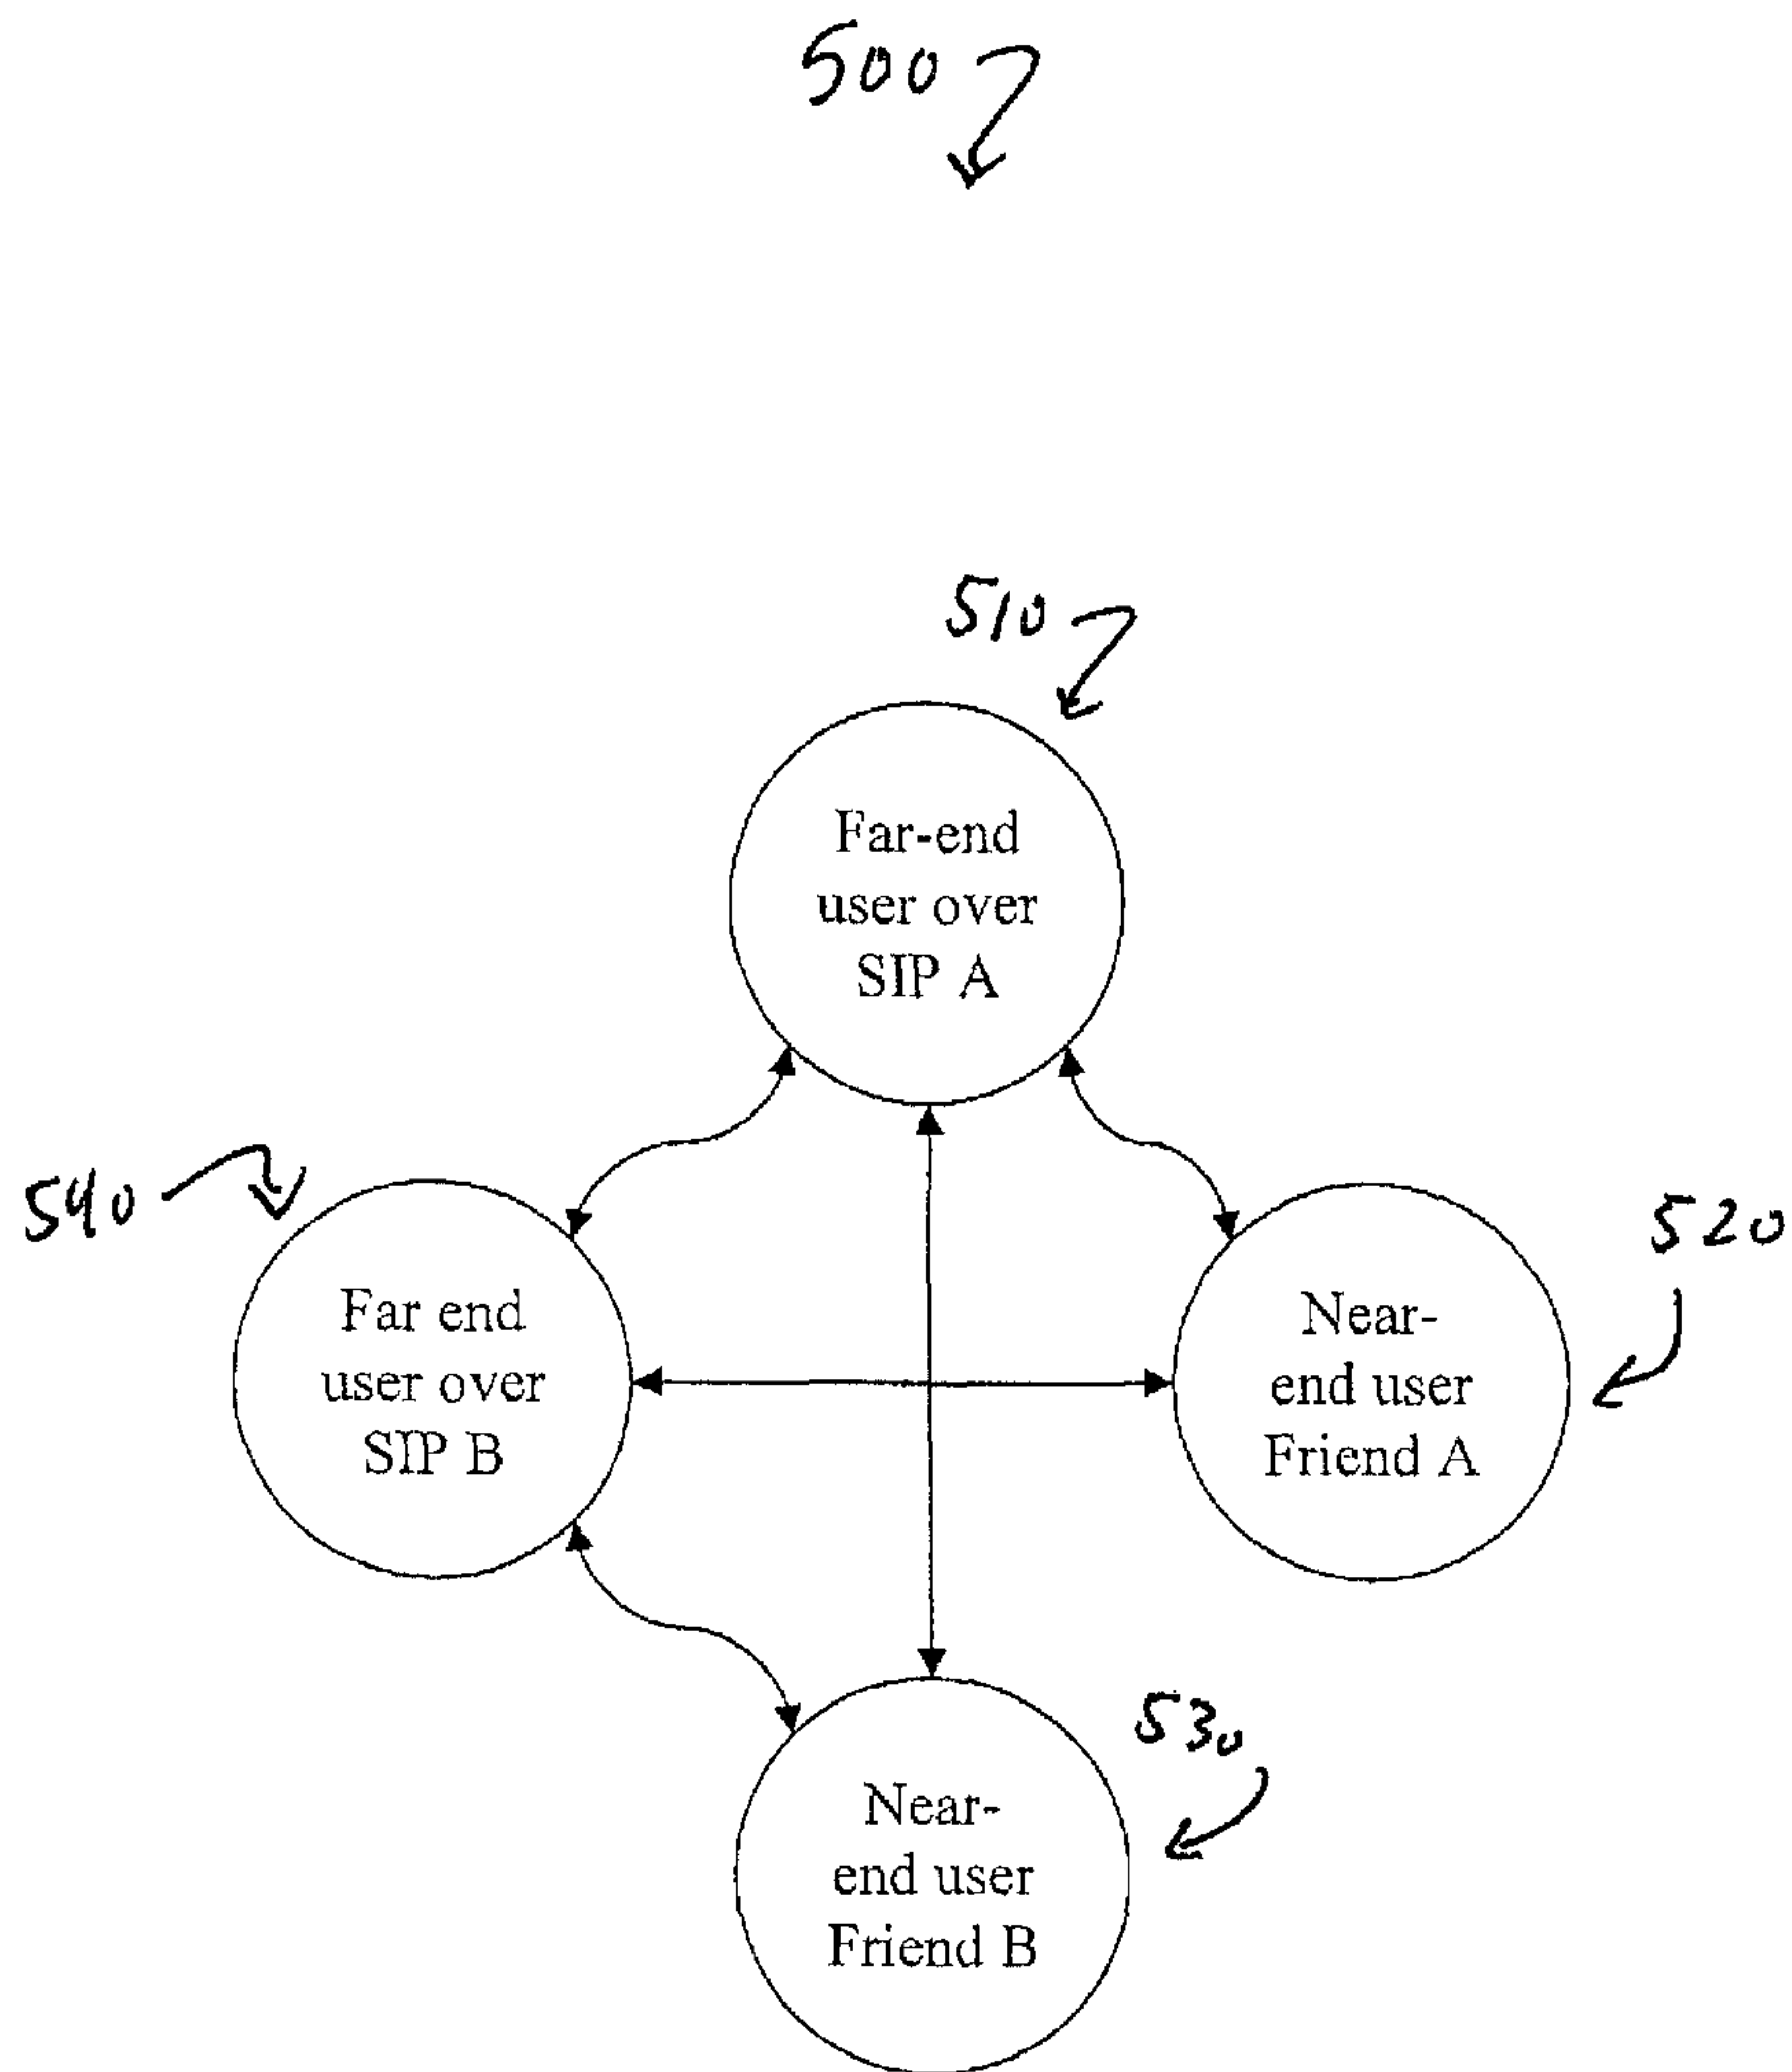 500
510
Far-end
user over
SIP A
540
Far end
user over
SIP B
520
Near-
end user
Friend A
530
Near-
end user
Friend B